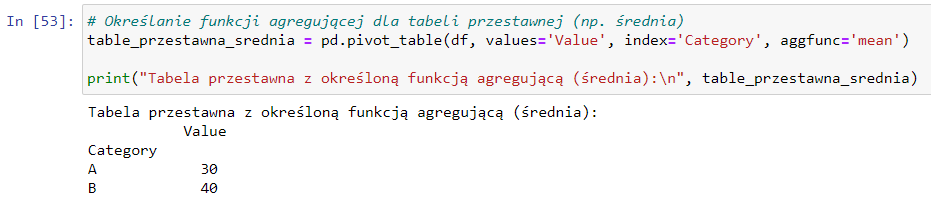 In [53]: # Określanie funkcji agregującej dla tabeli przestawnej (np. średnia)
table_przestawna_srednia = pd.pivot_table(df, values='Value', index='Category', aggfunc='mean')
print("Tabela przestawna z określoną funkcją agregującą (średnia):\n", table_przestawna_srednia)
Tabela przestawna z określoną funkcją agregującą (średnia):
Value
Category
A 30
B 40